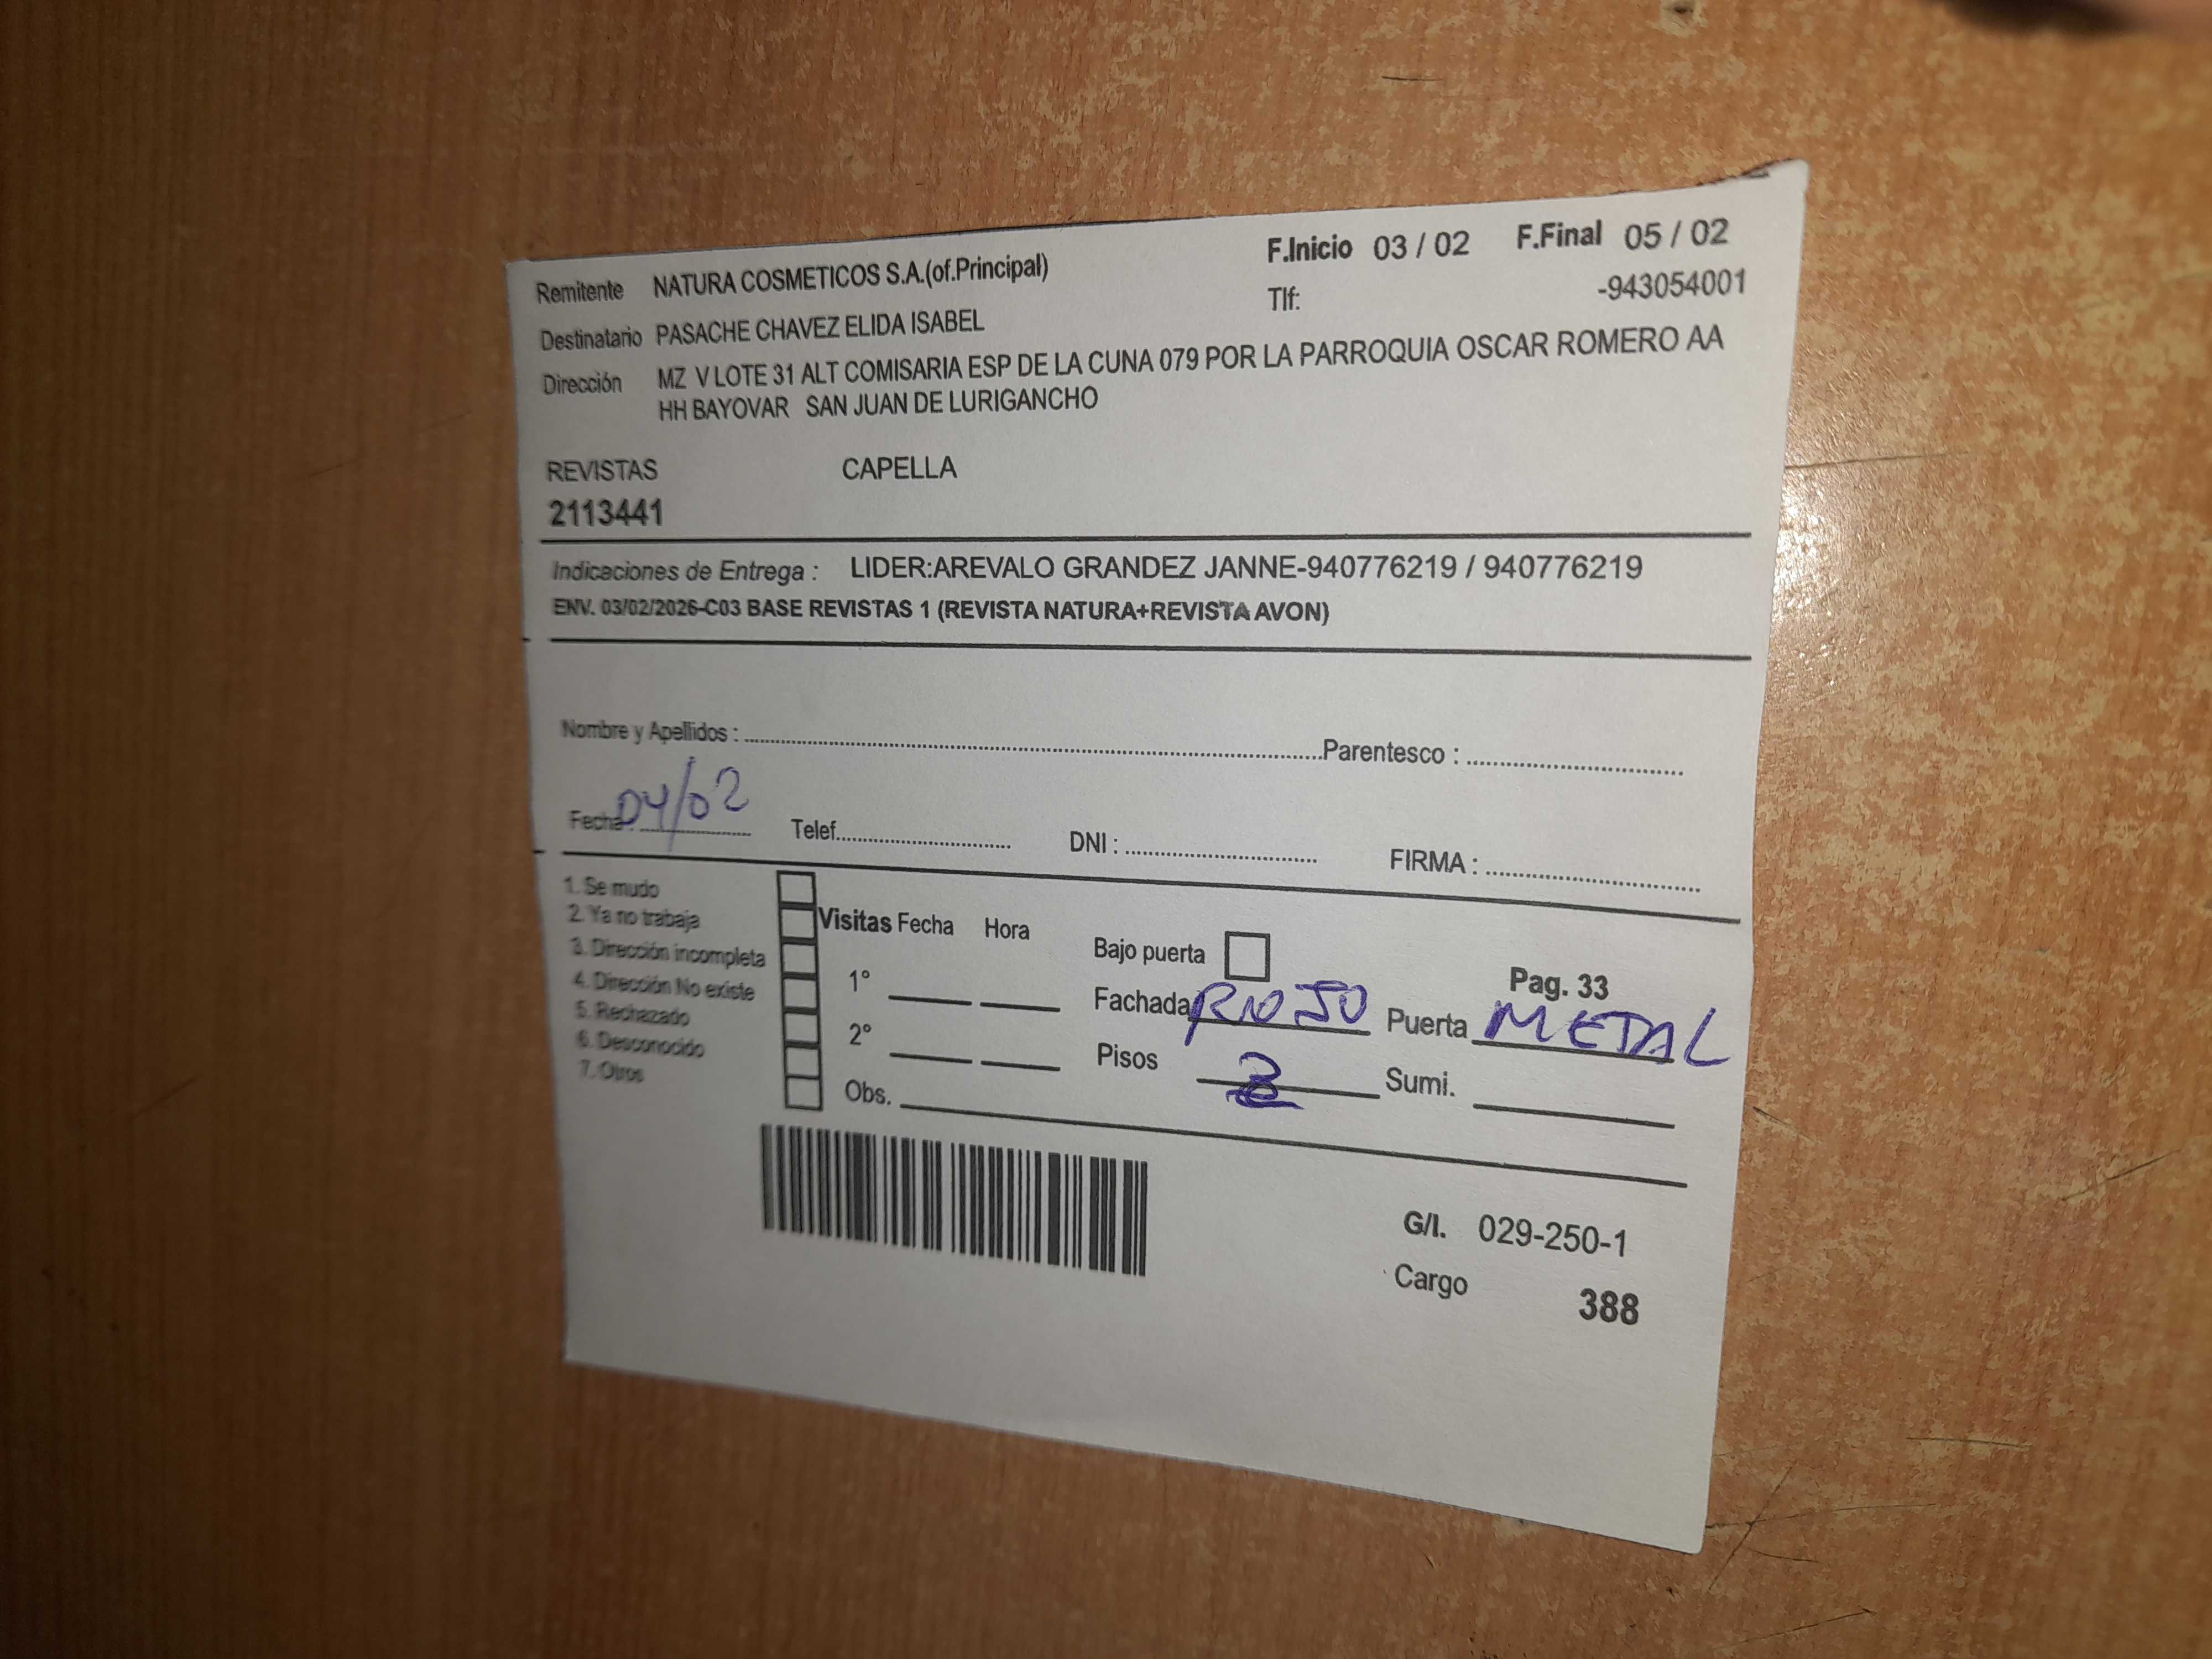 Remitente NATURA COSMETICOS S.A.(of.Principal) F.Inicio 03 / 02 F.Final 05 / 02
Tlf: -943054001
Destinatario PASACHE CHAVEZ ELIDA ISABEL
Dirección MZ V LOTE 31 ALT COMISARIA ESP DE LA CUNA 079 POR LA PARROQUIA OSCAR ROMERO AA
HH BAYOVAR SAN JUAN DE LURIGANCHO
REVISTAS CAPELLA
2113441
Indicaciones de Entrega : LIDER:AREVALO GRANDEZ JANNE-940776219 / 940776219
ENV. 03/02/2026-C03 BASE REVISTAS 1 (REVISTA NATURA+REVISTA AVON)
Nombre y Apellidos : Parentesco :
Fecha : 04/02 Telef. DNI : FIRMA :
1. Se mudo
2. Ya no trabaja
3. Dirección incompleta
4. Dirección No existe
5. Rechazado
6. Desconocido
7. Otros
Visitas Fecha Hora
1°
2°
Obs.
Bajo puerta
Pag. 33
Fachada Puerta METAL
Pisos Sumi.
G/I. 029-250-1
Cargo 388